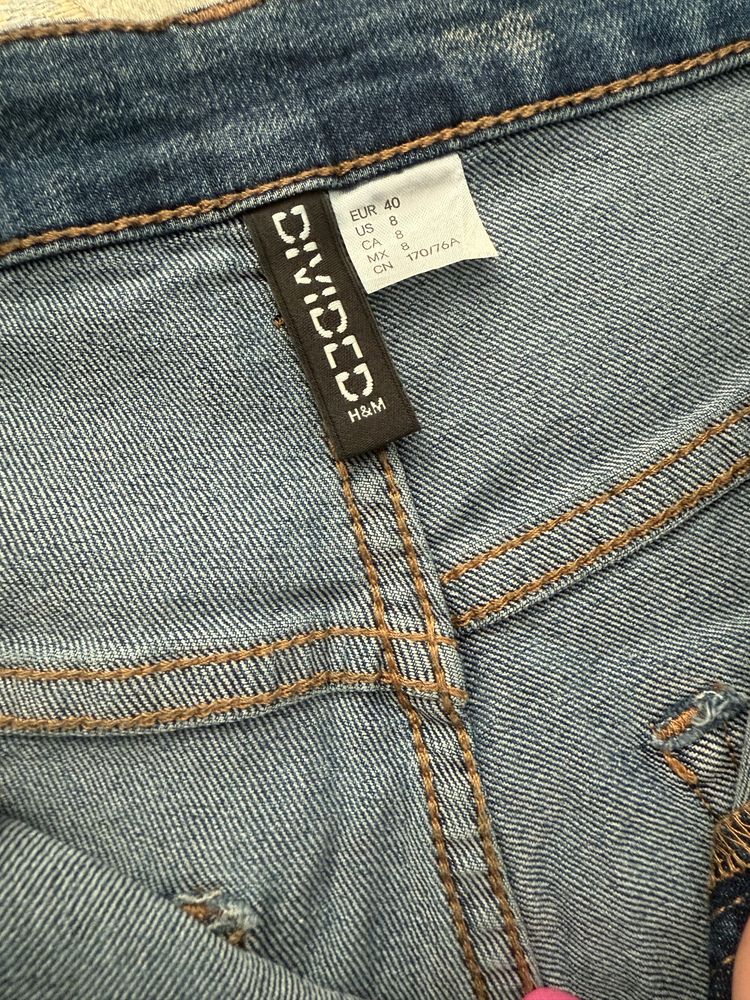 EUR 40
US 8
CA 8
MX 8
CN 170/76A
DIVIDED
H&M